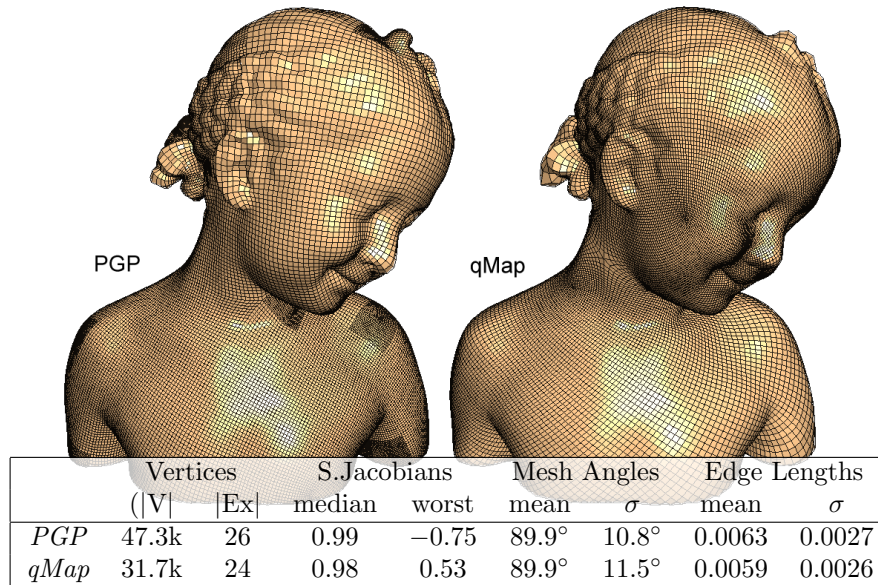 PGP
qMap
Vertices S.Jacobians Mesh Angles Edge Lengths
(|V| |Ex| median worst mean σ mean σ
PGP 47.3k 26 0.99 −0.75 89.9° 10.8° 0.0063 0.0027
qMap 31.7k 24 0.98 0.53 89.9° 11.5° 0.0059 0.0026